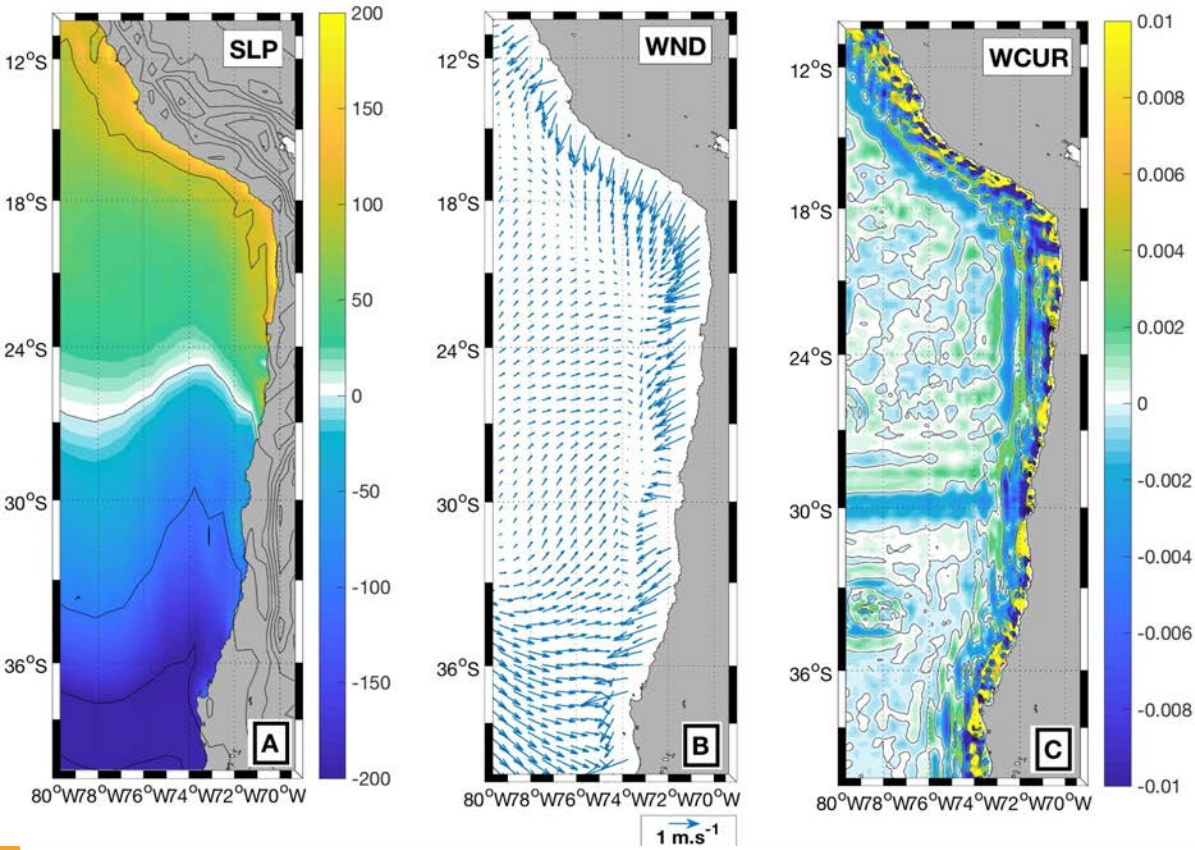 SLP
12°S
18°S
24°S
30°S
36°S
80°W78°W76°W74°W72°W70°W
A
200
150
100
50
0
-50
-100
-150
-200
WND
12°S
18°S
24°S
30°S
36°S
80°W78°W76°W74°W72°W70°W
B
1 m.s⁻¹
WCUR
12°S
18°S
24°S
30°S
36°S
80°W78°W76°W74°W72°W70°W
C
0.01
0.008
0.006
0.004
0.002
0
-0.002
-0.004
-0.006
-0.008
-0.01